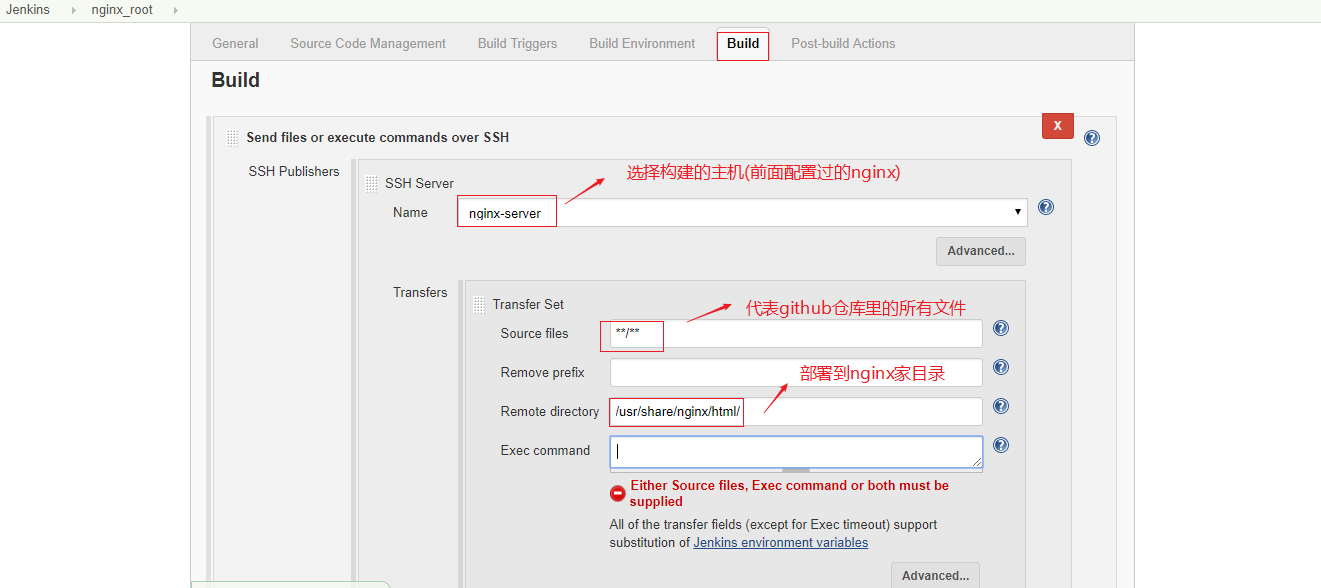 Jenkins nginx_root
General Source Code Management Build Triggers Build Environment Build Post-build Actions
Build
Send files or execute commands over SSH
X
SSH Publishers
选择构建的主机(前面配置过的nginx)
SSH Server
Name nginx-server
Advanced...
Transfers
Transfer Set
代表github仓库里的所有文件
Source files **/**
Remove prefix
部署到nginx家目录
Remote directory /usr/share/nginx/html/
Exec command
Either Source files, Exec command or both must be
supplied
All of the transfer fields (except for Exec timeout) support
substitution of Jenkins environment variables
Advanced...